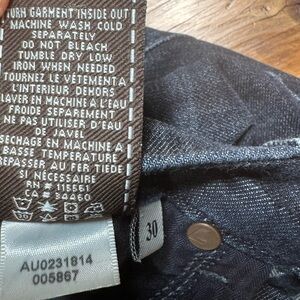 TURN GARMENT INSIDE OUT
MACHINE WASH COLD
SEPARATELY
DO NOT BLEACH
TUMBLE DRY LOW
IRON WHEN NEEDED
TOURNEZ LE VÊTEMENT A
L'INTERIEUR DEHORS
LAVER EN MACHINE A L'EAU
FROIDE SEPAREMENT
NE PAS UTILISER D'EAU
DE JAVEL
SECHAGE EN MACHINE A
BASSE TEMPERATURE
REPASSER AU FER TIEDE
SI NÉCESSAIRE
RN # 115561
CA # 34460
30
AU0231814
005867